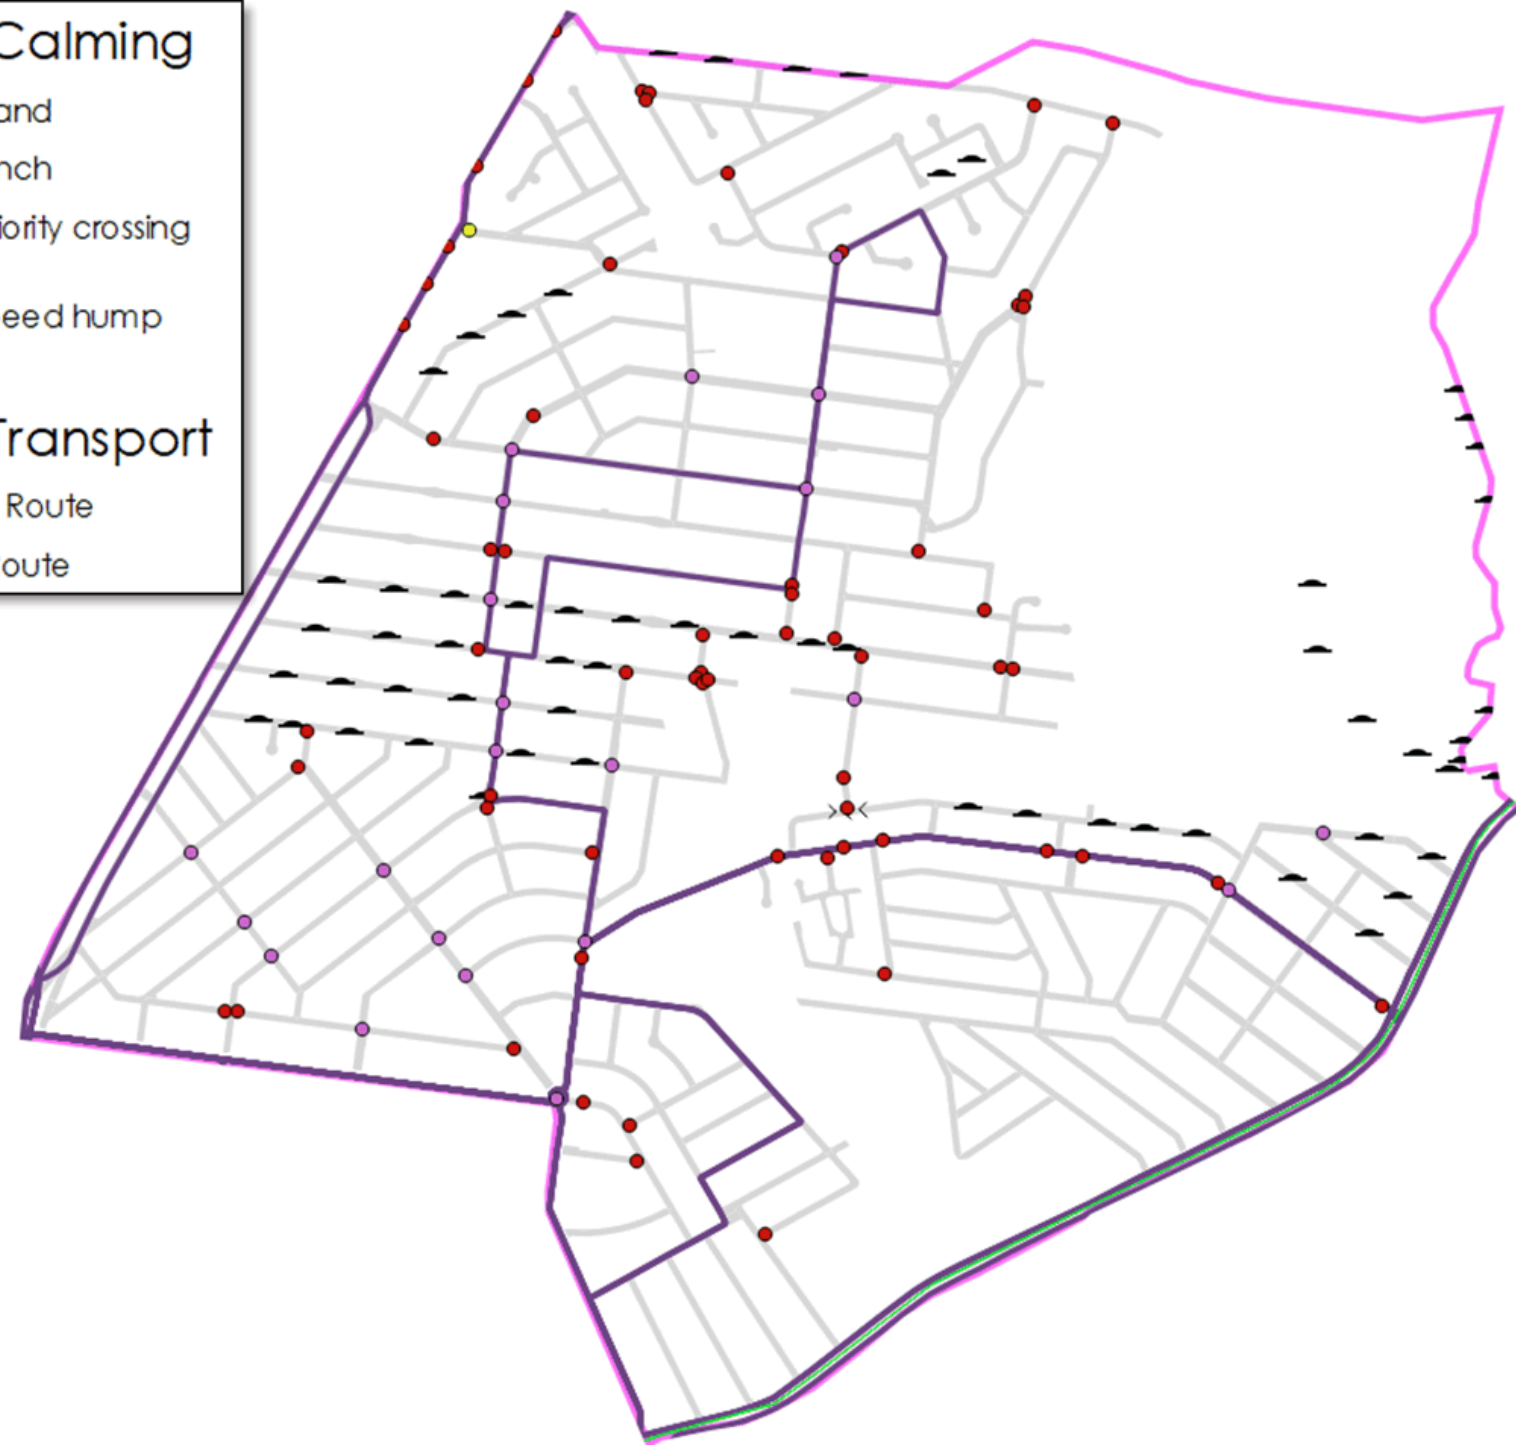 Calming
and
nch
iority crossing
eed hump
Transport
Route
oute